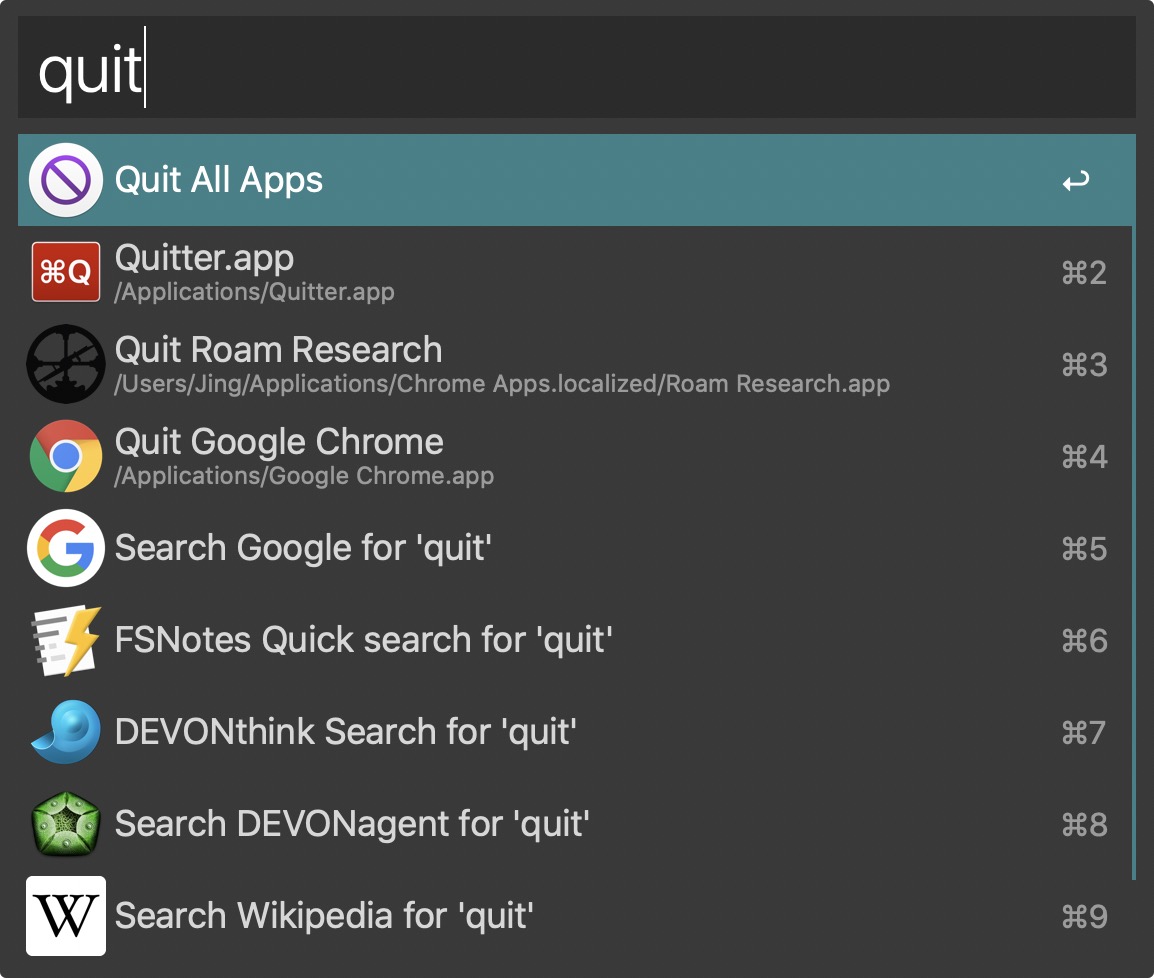 quit
Quit All Apps ↩
Quitter.app
/Applications/Quitter.app
⌘Q
⌘2
Quit Roam Research
/Users/Jing/Applications/Chrome Apps.localized/Roam Research.app
⌘3
Quit Google Chrome
/Applications/Google Chrome.app
⌘4
Search Google for 'quit' ⌘5
FSNotes Quick search for 'quit' ⌘6
DEVONthink Search for 'quit' ⌘7
Search DEVONagent for 'quit' ⌘8
W Search Wikipedia for 'quit' ⌘9